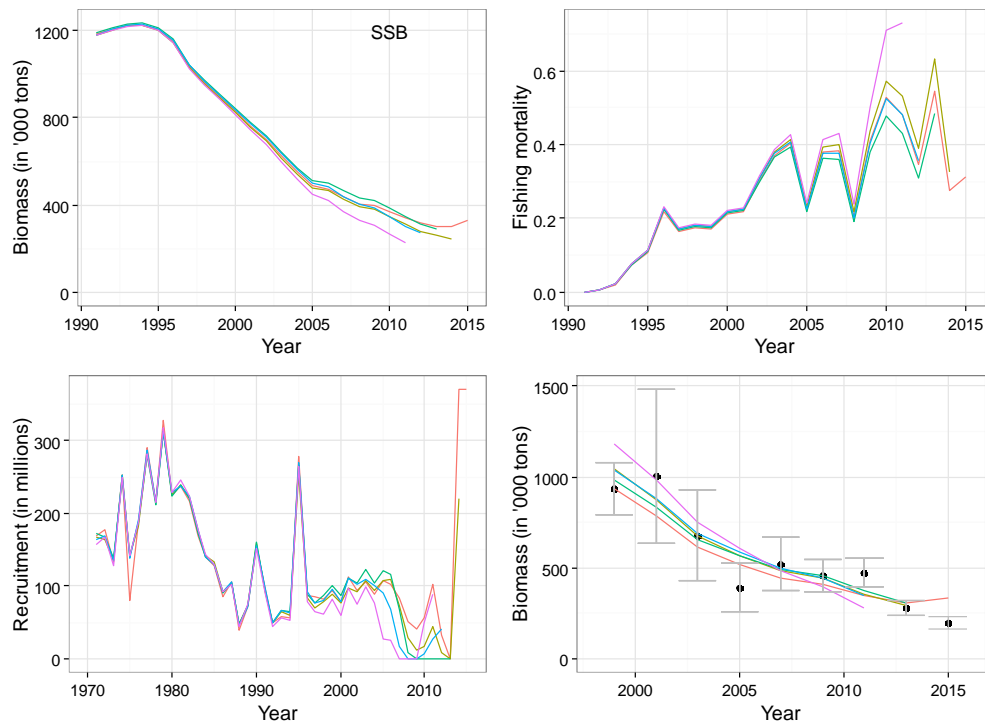 SSB
Biomass (in '000 tons)
1200
800
400
0
1990 1995 2000 2005 2010 2015
Year
Fishing mortality
0.6
0.4
0.2
0.0
1990 1995 2000 2005 2010 2015
Year
Recruitment (in millions)
300
200
100
0
1970 1980 1990 2000 2010
Year
Biomass (in '000 tons)
1500
1000
500
0
2000 2005 2010 2015
Year